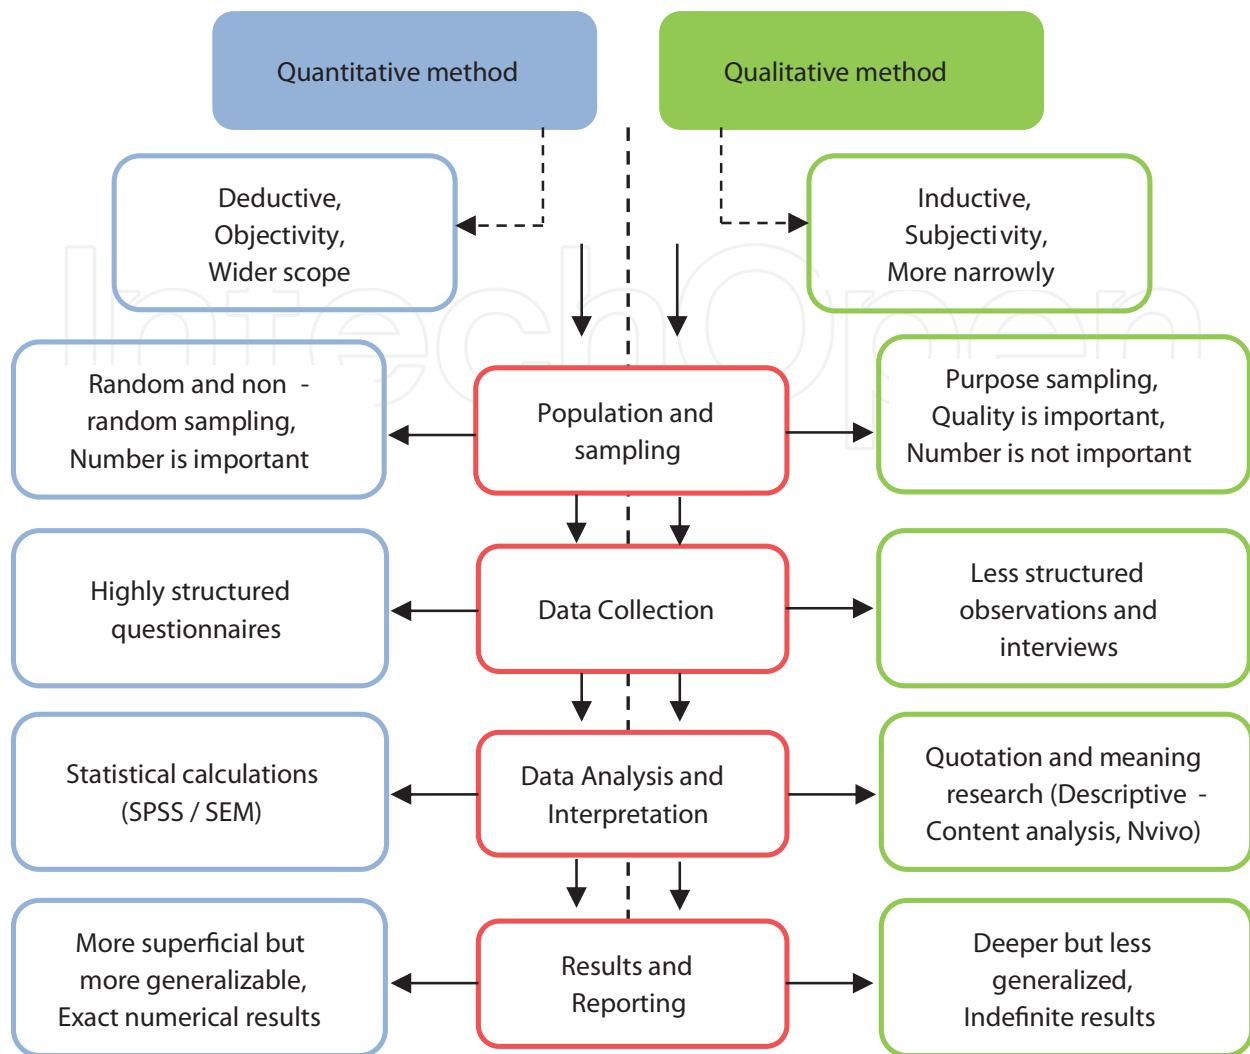 Quantitative method
Qualitative method
Deductive,
Objectivity,
Wider scope
Inductive,
Subjectivity,
More narrowly
IntechOpen
Random and non -
random sampling,
Number is important
Population and
sampling
Purpose sampling,
Quality is important,
Number is not important
Highly structured
questionnaires
Data Collection
Less structured
observations and
interviews
Statistical calculations
(SPSS / SEM)
Data Analysis and
Interpretation
Quotation and meaning
research (Descriptive -
Content analysis, Nvivo)
More superficial but
more generalizable,
Exact numerical results
Results and
Reporting
Deeper but less
generalized,
Indefinite results